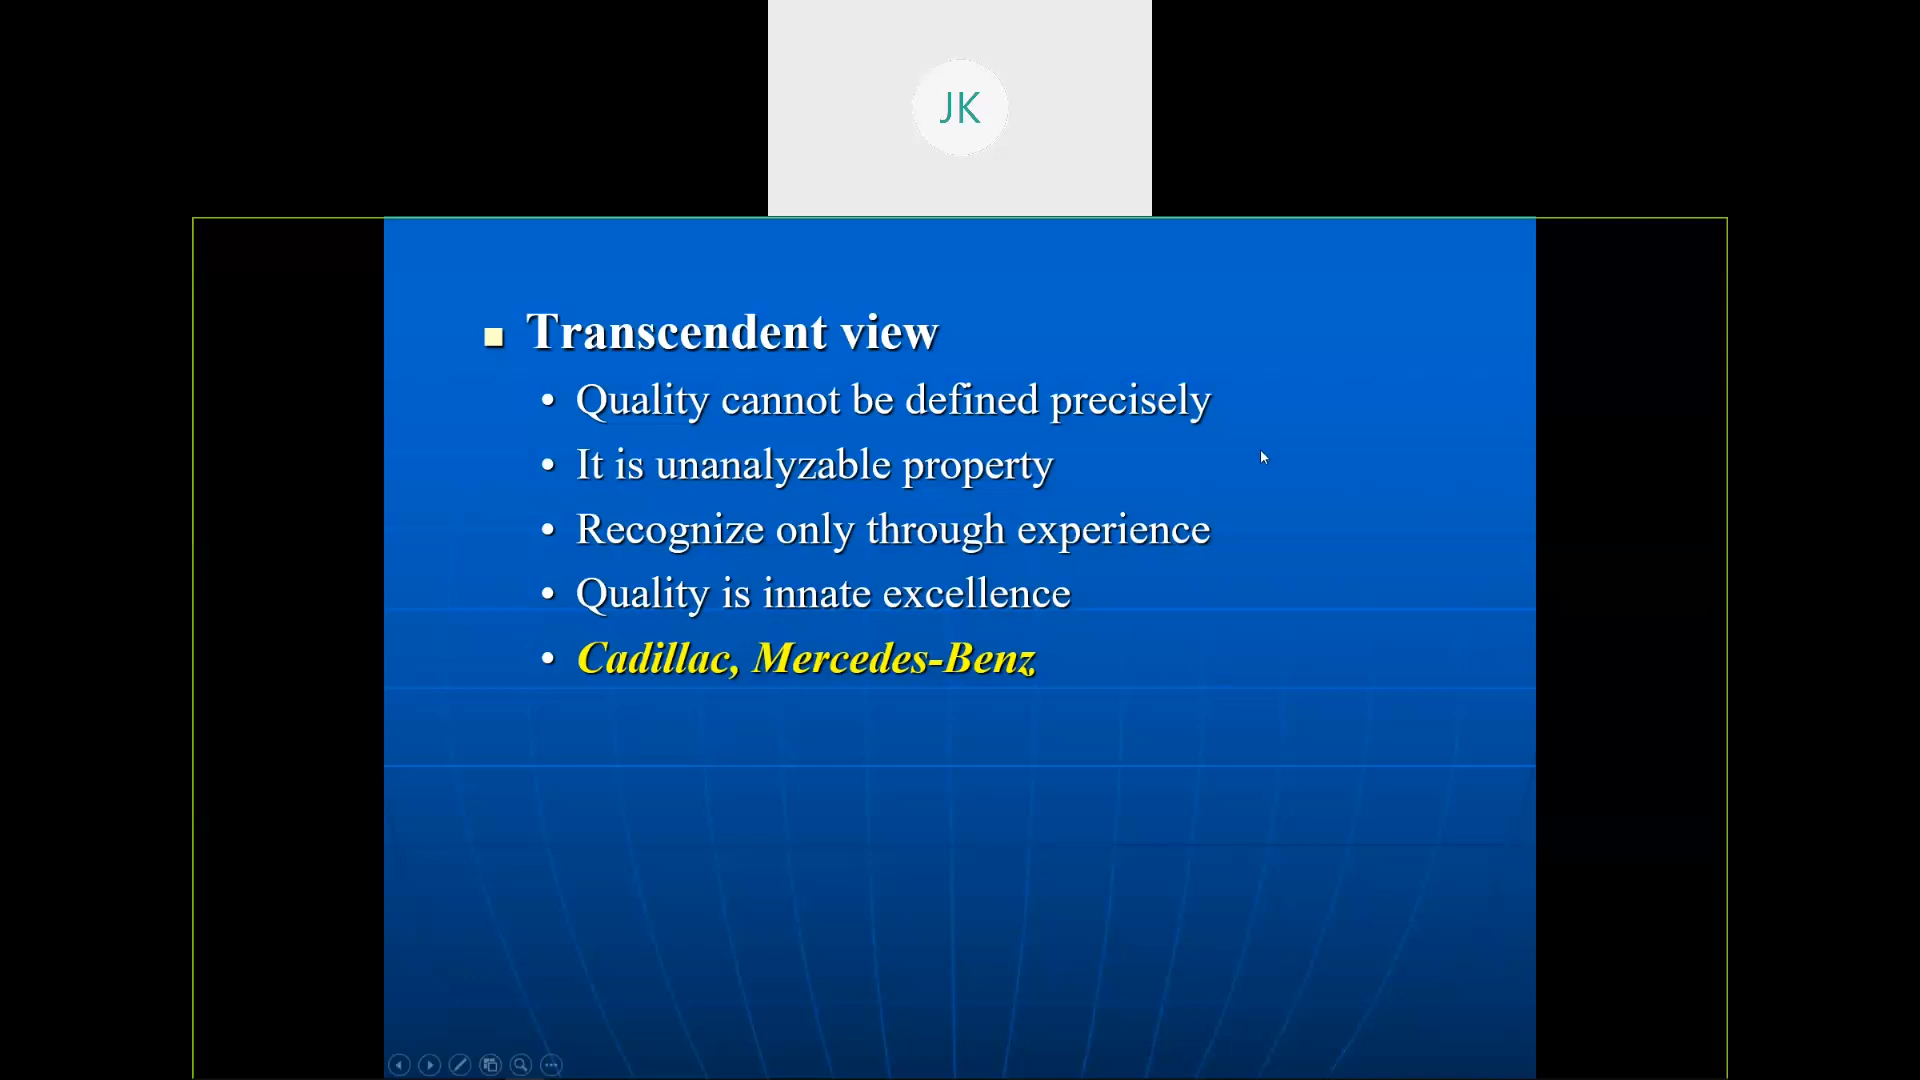 JK
Transcendent view
• Quality cannot be defined precisely
• It is unanalyzable property
• Recognize only through experience
• Quality is innate excellence
• Cadillac, Mercedes-Benz